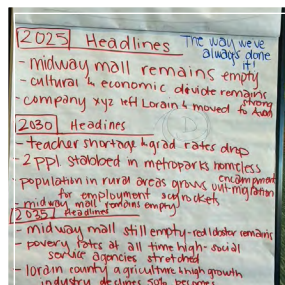 2025 Headlines
The way we've always done it
- midway mall remains empty
- cultural & economic divide remains strong
- company xyz left Lorain & moved to Avon
2030 Headines
- teacher shortage & grad rates drop
- 2 ppl stabbed in metroparks homeless encampment
- population in rural areas grows out-migration
for employment skyrockets
- midway mall remains empty
2035 Headlines
- midway mall still empty - red lobster remains
- povery rates at all time high - social
service agencies stretched
- lorain county agriculture & high growth
industry declines 50% becomes